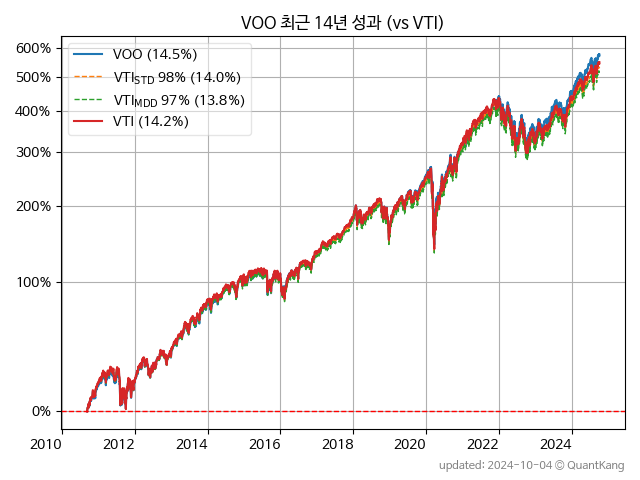 VOO 최근 14년 성과 (vs VTI)
600%
500%
400%
300%
200%
100%
0%
VOO (14.5%)
VTI_STD 98% (14.0%)
VTI_MDD 97% (13.8%)
VTI (14.2%)
2010 2012 2014 2016 2018 2020 2022 2024
updated: 2024-10-04 © QuantKang